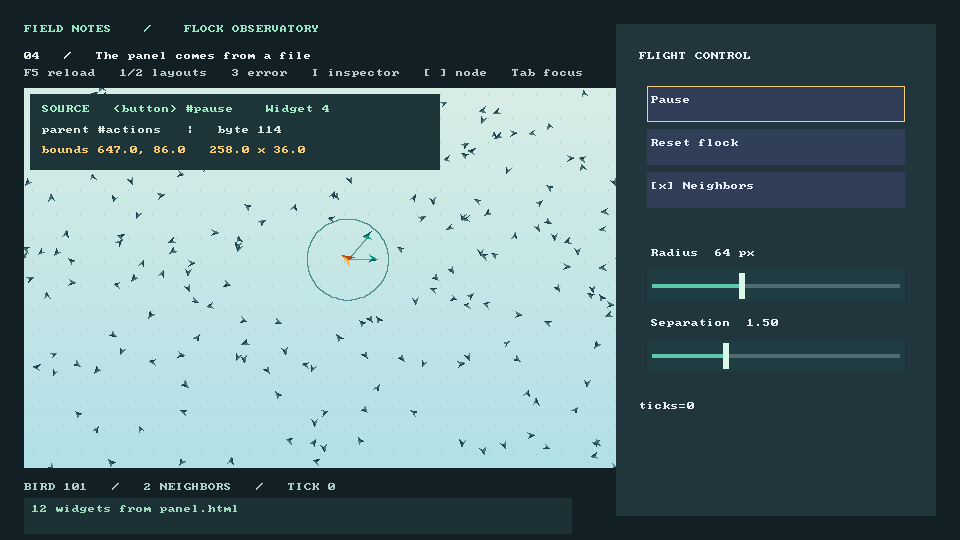 FIELD NOTES / FLOCK OBSERVATORY
04 / The panel comes from a file
F5 reload 1/2 layouts 3 error I inspector [ ] node Tab focus
SOURCE <button> #pause Widget 4
parent #actions ¦ byte 114
bounds 647.0, 86.0 258.0 x 36.0
BIRD 101 / 2 NEIGHBORS / TICK 0
12 widgets from panel.html
FLIGHT CONTROL
Pause
Reset flock
[x] Neighbors
Radius 64 px
Separation 1.50
ticks=0